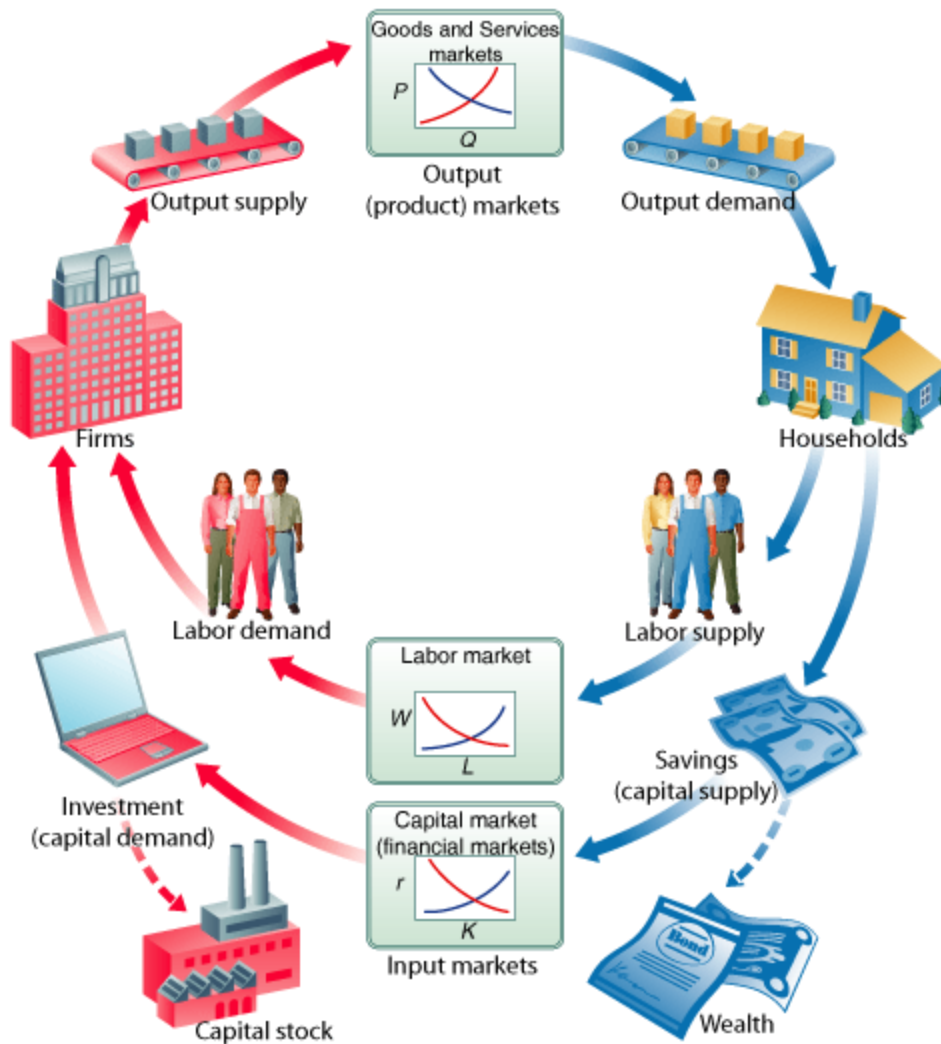 Goods and Services
markets
P
Q
Output
(product) markets
Output supply
Output demand
Firms
Households
Labor demand
Labor supply
Labor market
W
L
Investment
(capital demand)
Savings
(capital supply)
Capital market
(financial markets)
r
K
Input markets
Bond
Capital stock
Wealth